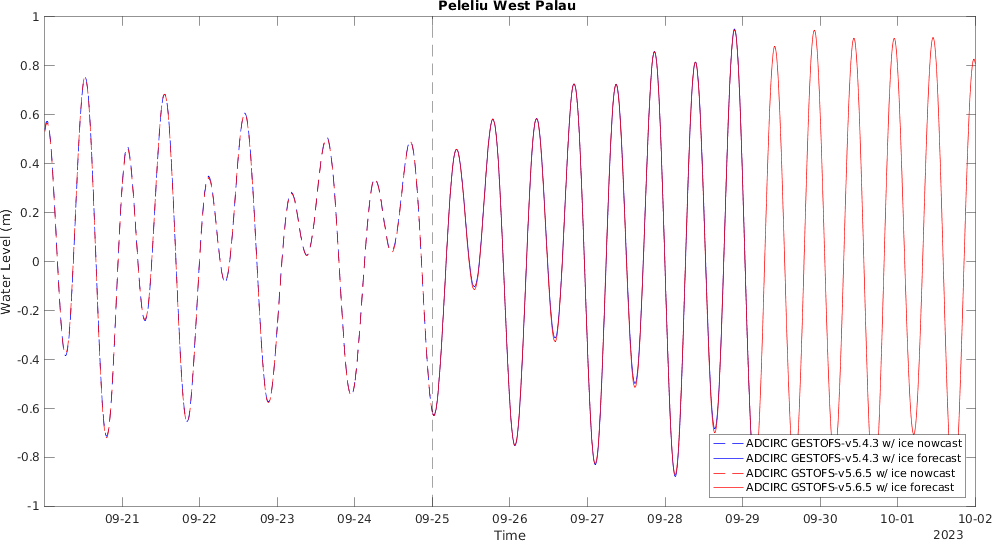 Peleliu West Palau
1
0.8
0.6
0.4
0.2
0
-0.2
-0.4
-0.6
-0.8
-1
Water Level (m)
ADCIRC GESTOFS-v5.4.3 w/ ice nowcast
ADCIRC GESTOFS-v5.4.3 w/ ice forecast
ADCIRC GSTOFS-v5.6.5 w/ ice nowcast
ADCIRC GSTOFS-v5.6.5 w/ ice forecast
09-21 09-22 09-23 09-24 09-25 09-26 09-27 09-28 09-29 09-30 10-01 10-02
Time
2023